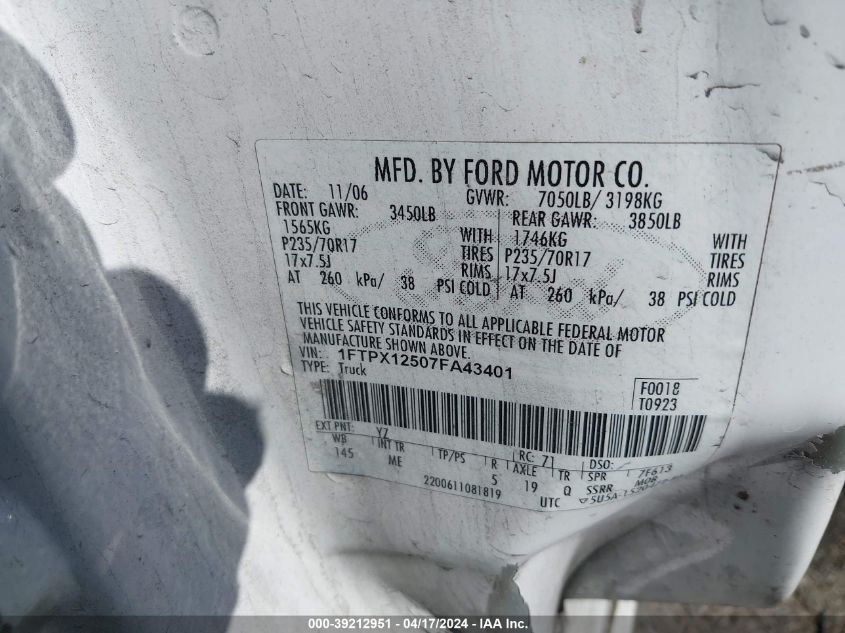 MFD. BY FORD MOTOR CO.
DATE: 11/06 GVWR: 7050LB/ 3198KG
FRONT GAWR: 3450LB REAR GAWR: 3850LB
1565KG WITH 1746KG WITH
P235/70R17 TIRES P235/70R17 TIRES
17x7.5J RIMS 17x7.5J RIMS
AT 260 kPa/ 38 PSI COLD AT 260 kPa/ 38 PSI COLD
THIS VEHICLE CONFORMS TO ALL APPLICABLE FEDERAL MOTOR
VEHICLE SAFETY STANDARDS IN EFFECT ON THE DATE OF
MANUFACTURE SHOWN ABOVE.
VIN: 1FTPX12507FA43401
TYPE: Truck
F0018
T0923
EXT PNT: YZ RC: 71 DSO:
WB INT TR TP/PS R AXLE TR SPR 7F613
145 ME 5 19 Q SSRR MOR
2200611081819 UTC
000-39212951 / 04/17/2024 / IAA Inc.